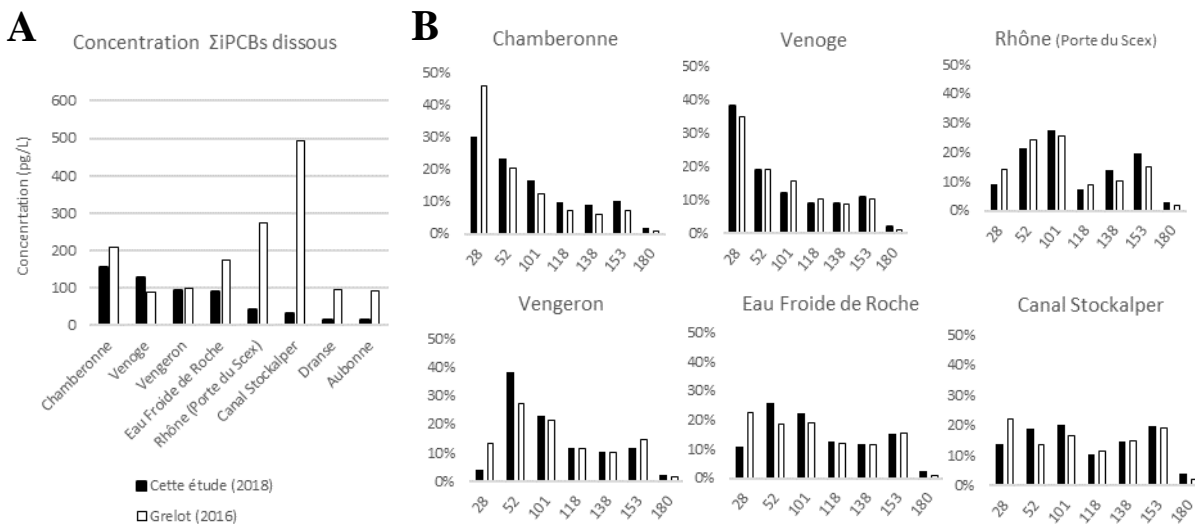 A
Concentration ΣiPCBs dissous
Concenrtation (pg/L)
600
500
400
300
200
100
0
Chamberonne
Venoge
Vengeron
Eau Froide de Roche
Rhône (Porte du Scex)
Canal Stockalper
Dranse
Aubonne
Cette étude (2018)
Grelot (2016)
B
Chamberonne
50%
40%
30%
20%
10%
0%
28 52 101 118 138 153 180
Venoge
50%
40%
30%
20%
10%
0%
28 52 101 118 138 153 180
Rhône (Porte du Scex)
50%
40%
30%
20%
10%
0%
28 52 101 118 138 153 180
Vengeron
50%
40%
30%
20%
10%
0%
28 52 101 118 138 153 180
Eau Froide de Roche
50%
40%
30%
20%
10%
0%
28 52 101 118 138 153 180
Canal Stockalper
50%
40%
30%
20%
10%
0%
28 52 101 118 138 153 180